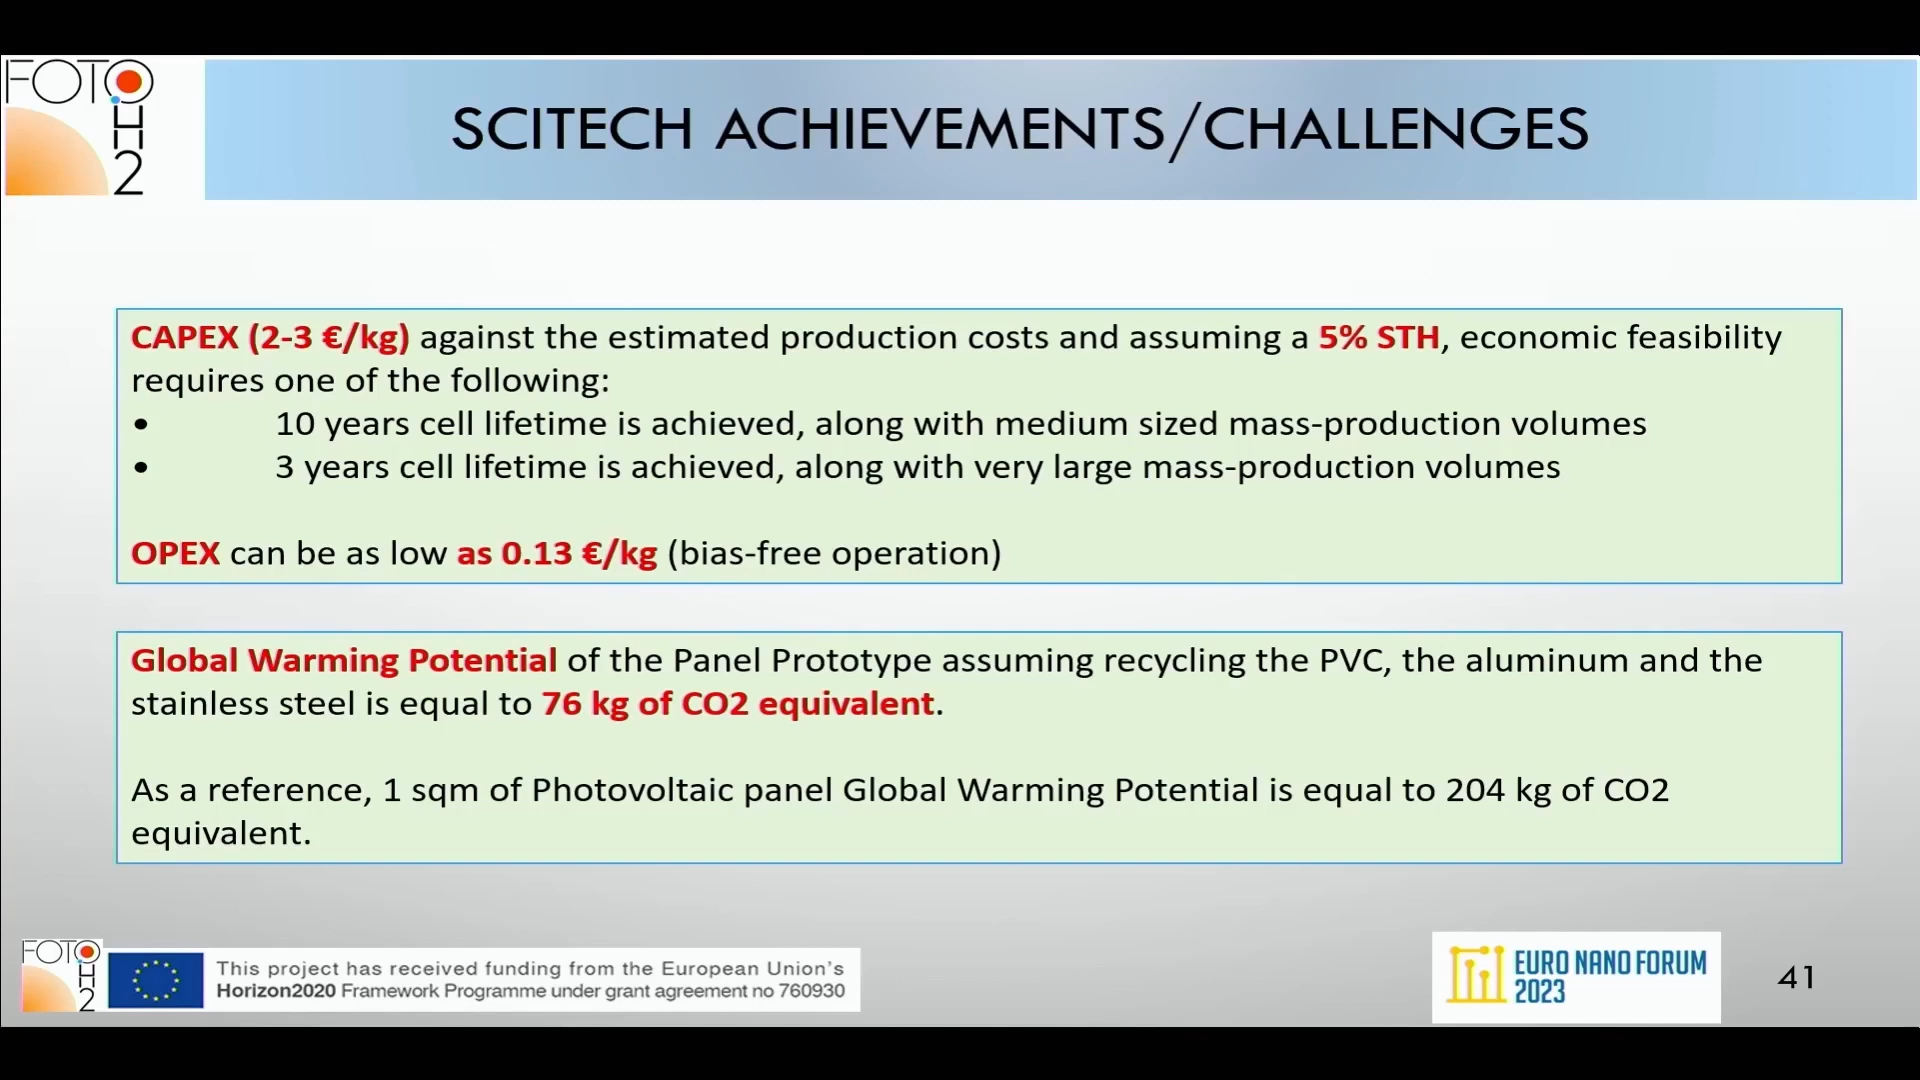 FOTO
H2
SCITECH ACHIEVEMENTS/CHALLENGES
CAPEX (2-3 €/kg) against the estimated production costs and assuming a 5% STH, economic feasibility
requires one of the following:
• 10 years cell lifetime is achieved, along with medium sized mass-production volumes
• 3 years cell lifetime is achieved, along with very large mass-production volumes
OPEX can be as low as 0.13 €/kg (bias-free operation)
Global Warming Potential of the Panel Prototype assuming recycling the PVC, the aluminum and the
stainless steel is equal to 76 kg of CO2 equivalent.
As a reference, 1 sqm of Photovoltaic panel Global Warming Potential is equal to 204 kg of CO2
equivalent.
FOTO
H2
This project has received funding from the European Union's
Horizon2020 Framework Programme under grant agreement no 760930
EURO NANO FORUM
2023
41